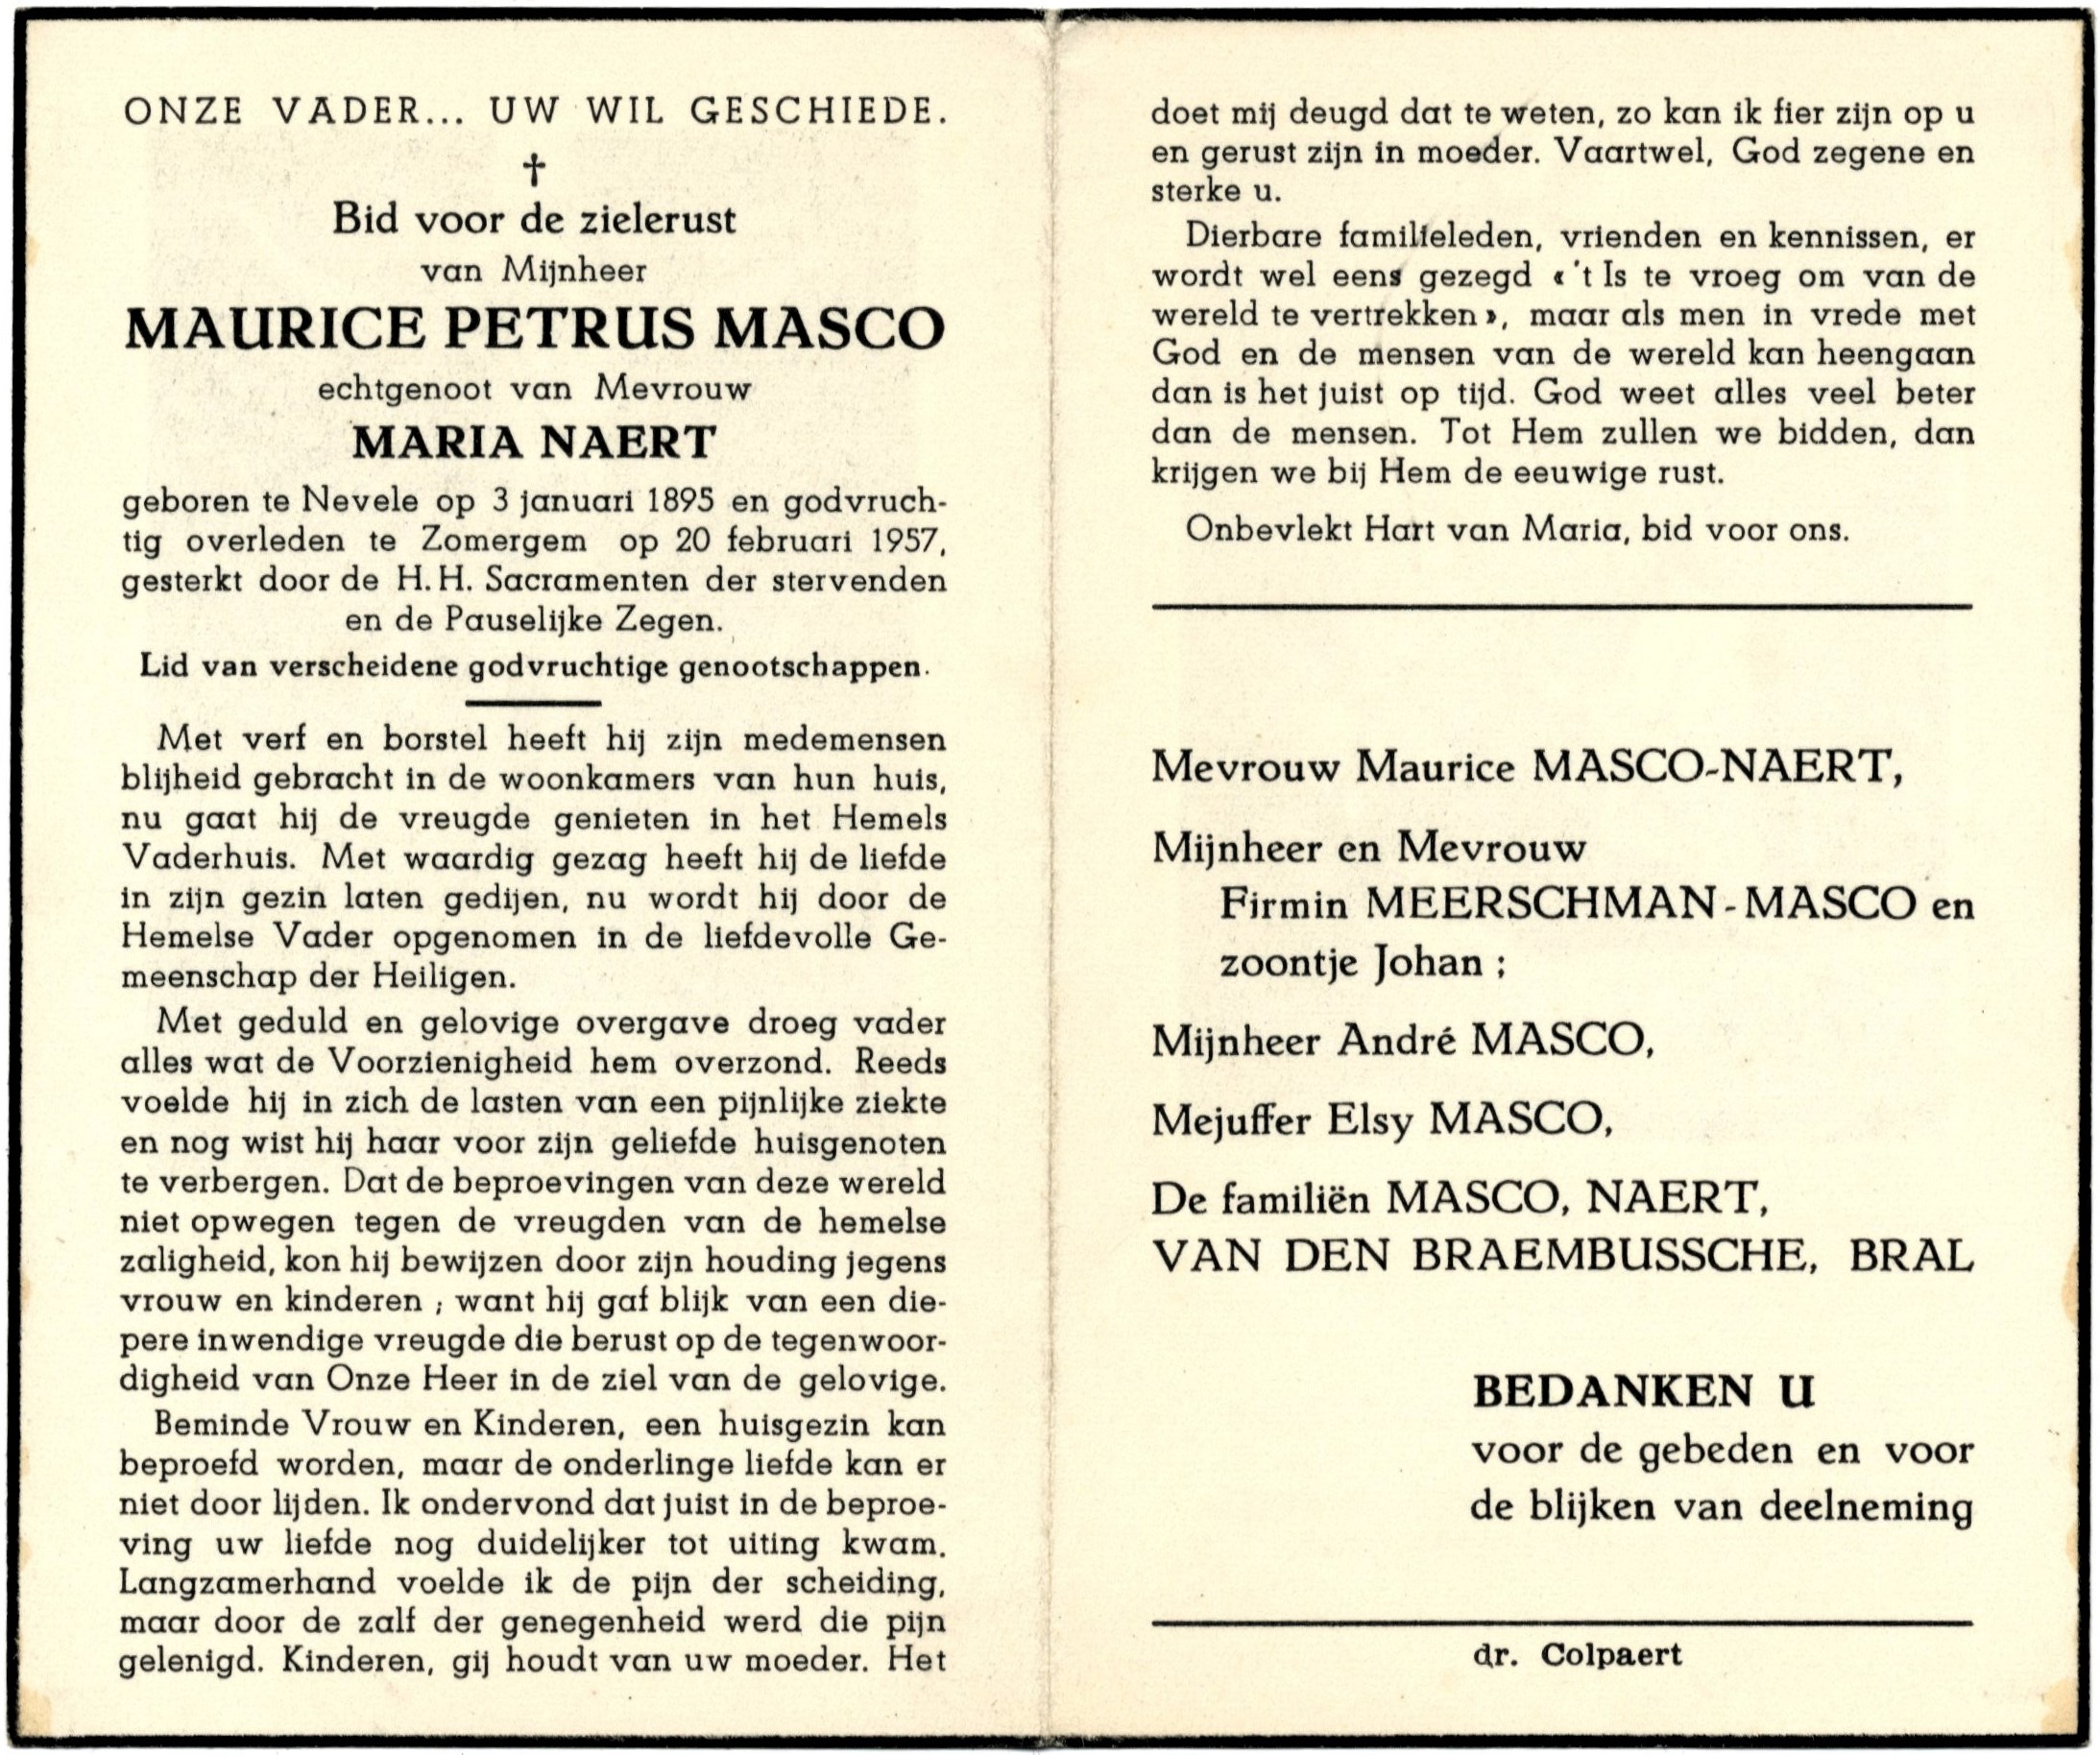 ONZE VADER... UW WIL GESCHIEDE.
†
Bid voor de zielerust
van Mijnheer
MAURICE PETRUS MASCO
echtgenoot van Mevrouw
MARIA NAERT
geboren te Nevele op 3 januari 1895 en godvruch-
tig overleden te Zomergem op 20 februari 1957,
gesterkt door de H. H. Sacramenten der stervenden
en de Pauselijke Zegen.
Lid van verscheidene godvruchtige genootschappen.
Met verf en borstel heeft hij zijn medemensen
blijheid gebracht in de woonkamers van hun huis,
nu gaat hij de vreugde genieten in het Hemels
Vaderhuis. Met waardig gezag heeft hij de liefde
in zijn gezin laten gedijen, nu wordt hij door de
Hemelse Vader opgenomen in de liefdevolle Ge-
meenschap der Heiligen.
Met geduld en gelovige overgave droeg vader
alles wat de Voorzienigheid hem overzond. Reeds
voelde hij in zich de lasten van een pijnlijke ziekte
en nog wist hij haar voor zijn geliefde huisgenoten
te verbergen. Dat de beproevingen van deze wereld
niet opwegen tegen de vreugden van de hemelse
zaligheid, kon hij bewijzen door zijn houding jegens
vrouw en kinderen ; want hij gaf blijk van een die-
pere inwendige vreugde die berust op de tegenwoor-
digheid van Onze Heer in de ziel van de gelovige.
Beminde Vrouw en Kinderen, een huisgezin kan
beproefd worden, maar de onderlinge liefde kan er
niet door lijden. Ik ondervond dat juist in de beproe-
ving uw liefde nog duidelijker tot uiting kwam.
Langzamerhand voelde ik de pijn der scheiding,
maar door de zalf der genegenheid werd die pijn
gelenigd. Kinderen, gij houdt van uw moeder. Het
doet mij deugd dat te weten, zo kan ik fier zijn op u
en gerust zijn in moeder. Vaartwel, God zegene en
sterke u.
Dierbare familieleden, vrienden en kennissen, er
wordt wel eens gezegd « 't Is te vroeg om van de
wereld te vertrekken », maar als men in vrede met
God en de mensen van de wereld kan heengaan
dan is het juist op tijd. God weet alles veel beter
dan de mensen. Tot Hem zullen we bidden, dan
krijgen we bij Hem de eeuwige rust.
Onbevlekt Hart van Maria, bid voor ons.
Mevrouw Maurice MASCO-NAERT,
Mijnheer en Mevrouw
Firmin MEERSCHMAN - MASCO en
zoontje Johan ;
Mijnheer André MASCO,
Mejuffer Elsy MASCO,
De familiën MASCO, NAERT,
VAN DEN BRAEMBUSSCHE, BRAL
BEDANKEN U
voor de gebeden en voor
de blijken van deelneming
dr. Colpaert